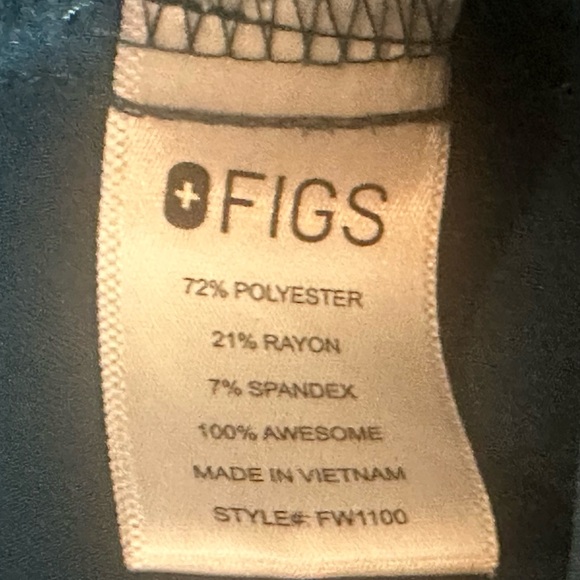 FIGS
72% POLYESTER
21% RAYON
7% SPANDEX
100% AWESOME
MADE IN VIETNAM
STYLE#: FW1100